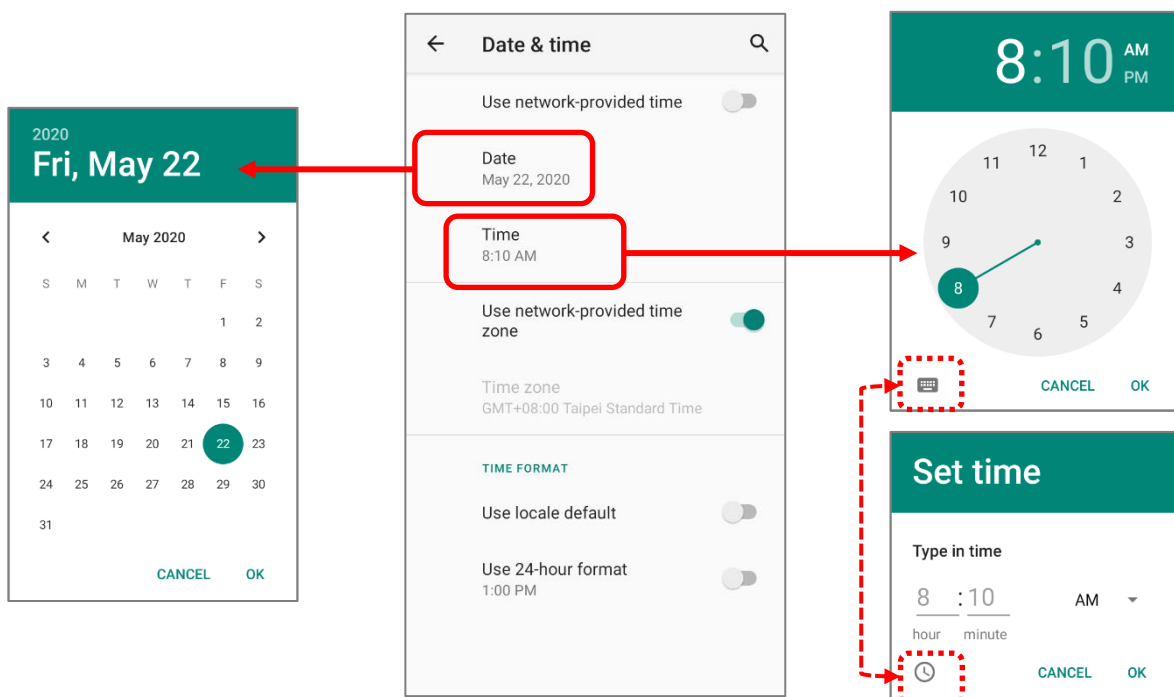 2020
Fri, May 22
May 2020
S M T W T F S
1 2
3 4 5 6 7 8 9
10 11 12 13 14 15 16
17 18 19 20 21 22 23
24 25 26 27 28 29 30
31
CANCEL OK
Date & time
Use network-provided time
Date
May 22, 2020
Time
8:10 AM
Use network-provided time
zone
Time zone
GMT+08:00 Taipei Standard Time
TIME FORMAT
Use locale default
Use 24-hour format
1:00 PM
8:10 AM
PM
12
11 1
10 2
9 3
8 4
7 5
6
CANCEL OK
Set time
Type in time
8 : 10 AM
hour minute
CANCEL OK